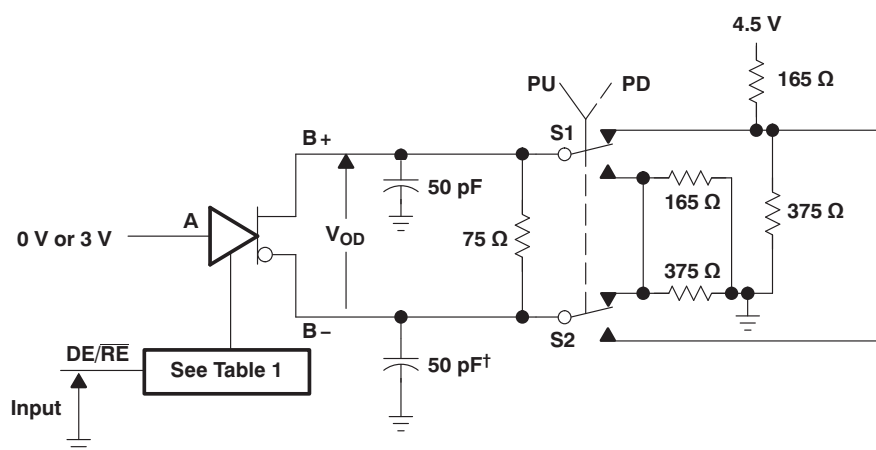 4.5 V
165 Ω
PU
PD
S1
B+
50 pF
A
0 V or 3 V
VOD
75 Ω
165 Ω
375 Ω
375 Ω
B−
S2
DE/RE
See Table 1
50 pF†
Input